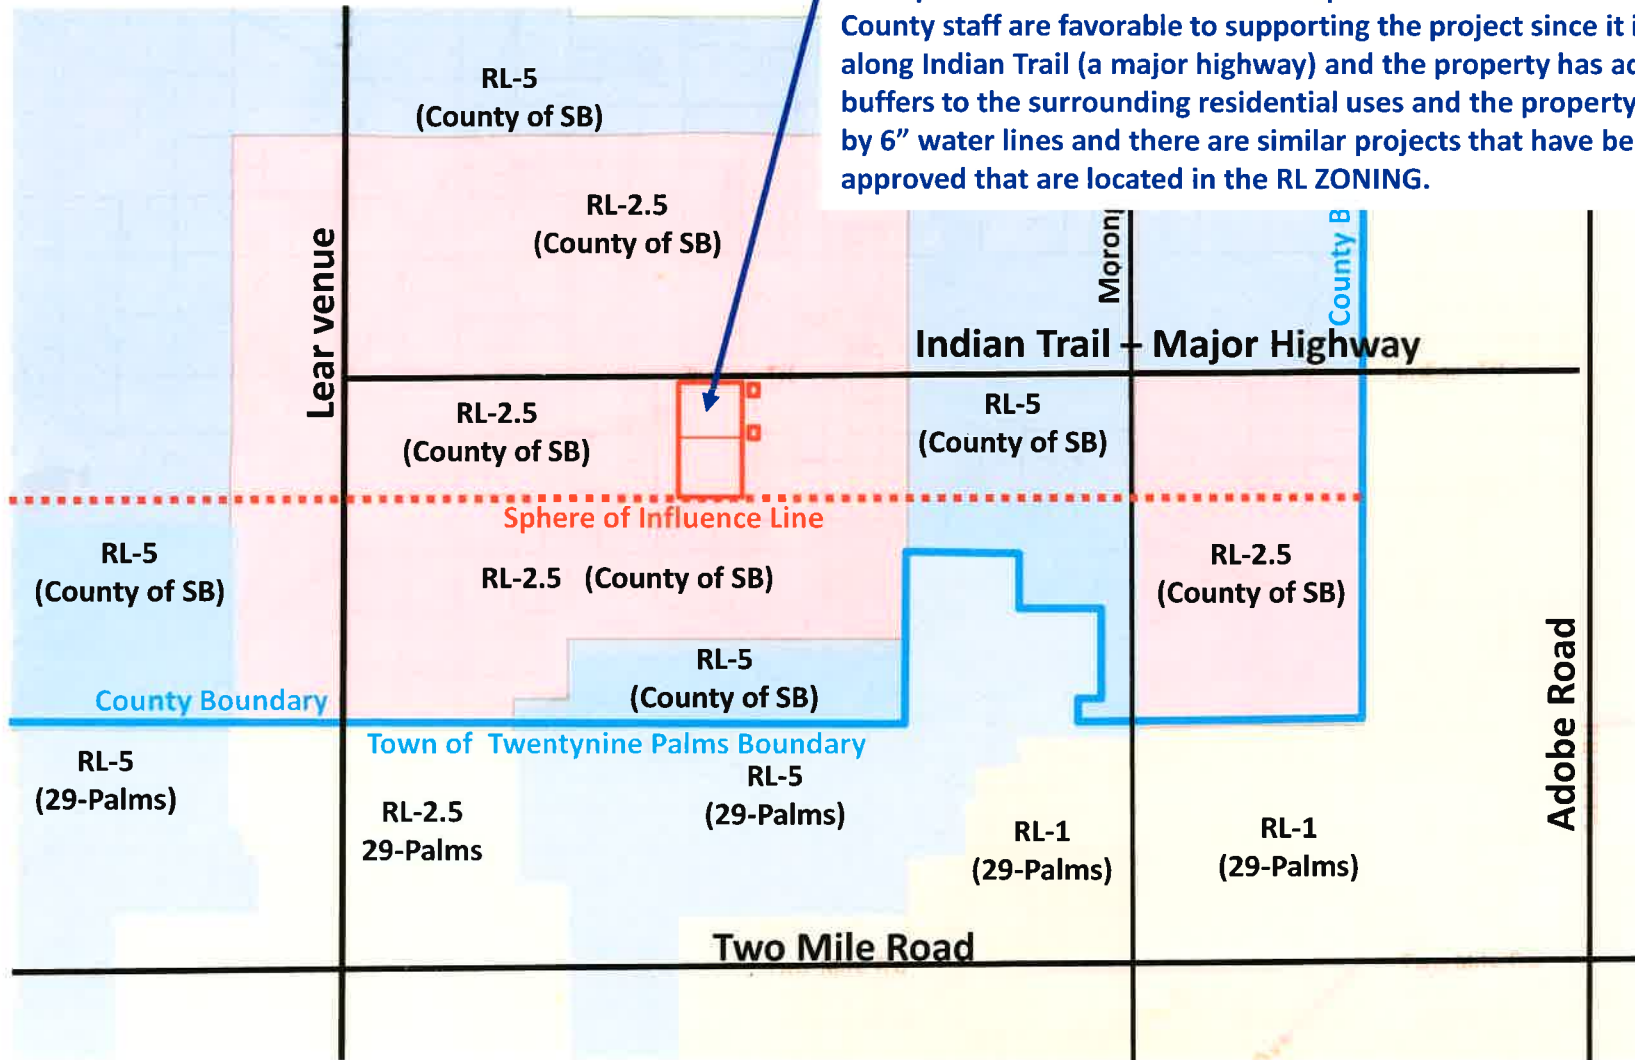 County staff are favorable to supporting the project since it i
along Indian Trail (a major highway) and the property has ad
buffers to the surrounding residential uses and the property
by 6” water lines and there are similar projects that have be
approved that are located in the RL ZONING.
RL-5
(County of SB)
RL-2.5
(County of SB)
Lear venue
Morong
County B
Indian Trail – Major Highway
RL-2.5
(County of SB)
RL-5
(County of SB)
Sphere of Influence Line
RL-5
(County of SB)
RL-2.5 (County of SB)
RL-2.5
(County of SB)
RL-5
(County of SB)
County Boundary
Town of Twentynine Palms Boundary
Adobe Road
RL-5
(29-Palms)
RL-2.5
29-Palms
RL-5
(29-Palms)
RL-1
(29-Palms)
RL-1
(29-Palms)
Two Mile Road